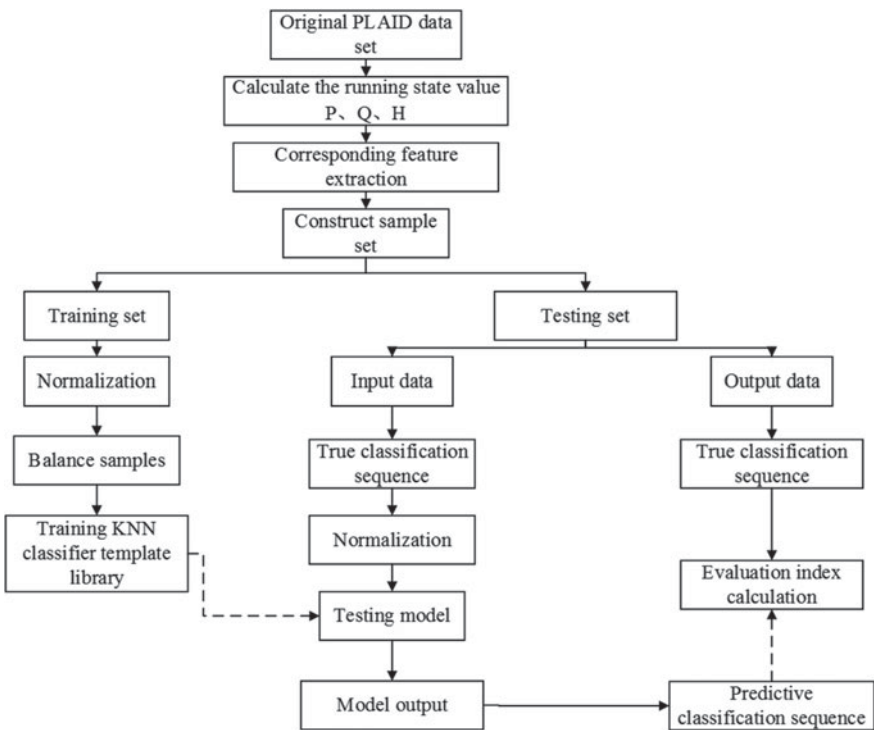 Original PLAID data
set
Calculate the running state value
P、Q、H
Corresponding feature
extraction
Construct sample
set
Training set
Testing set
Normalization
Input data
Output data
Balance samples
True classification
sequence
True classification
sequence
Training KNN
classifier template
library
Normalization
Evaluation index
calculation
Testing model
Model output
Predictive
classification sequence